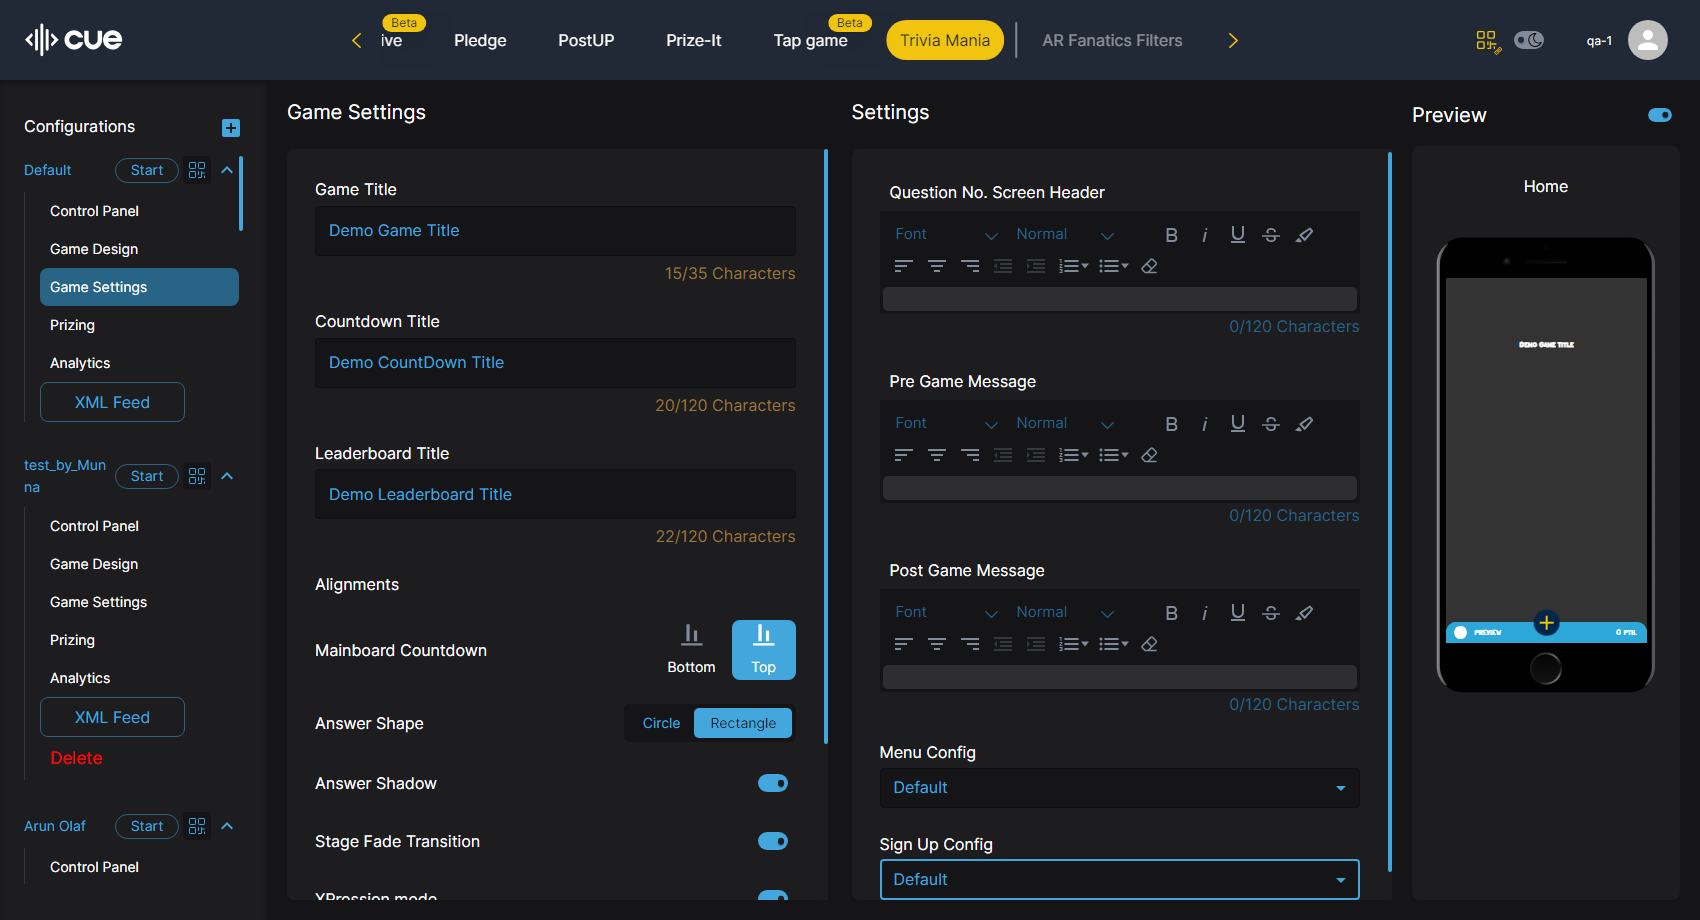 cue
ive
Beta
Pledge
PostUP
Prize-It
Tap game
Beta
Trivia Mania
AR Fanatics Filters
qa-1
Configurations
Default
Start
Control Panel
Game Design
Game Settings
Prizing
Analytics
XML Feed
test_by_Mun
na
Start
Control Panel
Game Design
Game Settings
Prizing
Analytics
XML Feed
Delete
Arun Olaf
Start
Control Panel
Game Settings
Game Title
Demo Game Title
15/35 Characters
Countdown Title
Demo CountDown Title
20/120 Characters
Leaderboard Title
Demo Leaderboard Title
22/120 Characters
Alignments
Mainboard Countdown
Bottom
Top
Answer Shape
Circle
Rectangle
Answer Shadow
Stage Fade Transition
XPression mode
Settings
Question No. Screen Header
Font
Normal
B i U S
0/120 Characters
Pre Game Message
Font
Normal
B i U S
0/120 Characters
Post Game Message
Font
Normal
B i U S
0/120 Characters
Menu Config
Default
Sign Up Config
Default
Preview
Home
Demo Game Title
PREVIEW
0 PTS.